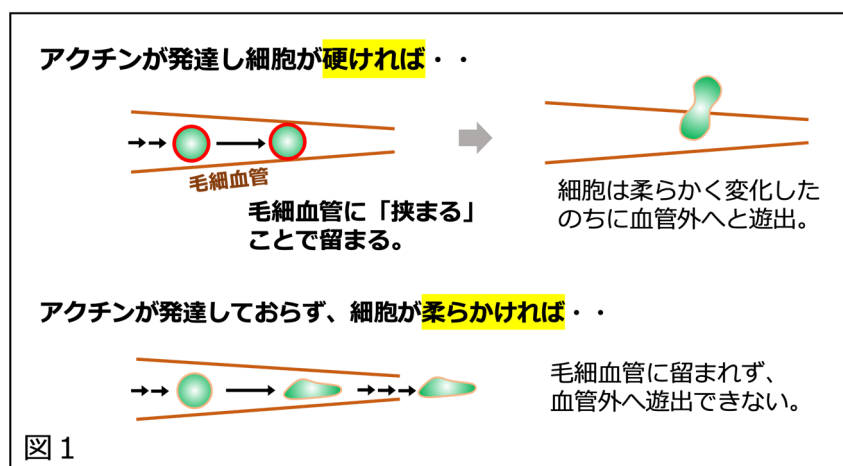 アクチンが発達し細胞が硬ければ・・
毛細血管
毛細血管に「挟まる」
ことで留まる。
細胞は柔らかく変化した
のちに血管外へと遊出。
アクチンが発達しておらず、細胞が柔らかければ・・
毛細血管に留まれず、
血管外へ遊出できない。
図1